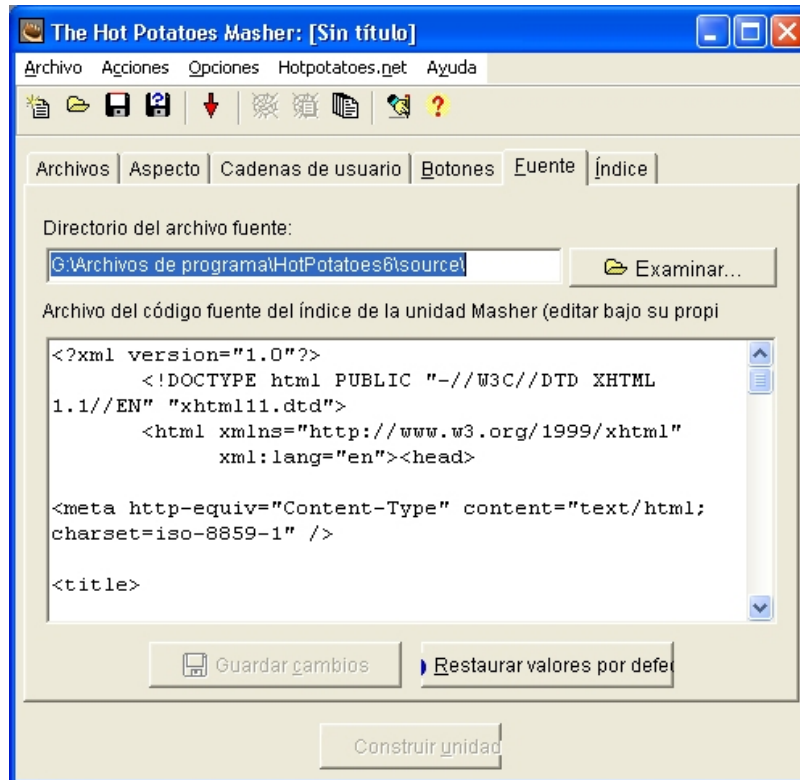 The Hot Potatoes Masher: [Sin título]
Archivo Acciones Opciones Hotpotatoes.net Ayuda
Archivos Aspecto Cadenas de usuario Botones Fuente Índice
Directorio del archivo fuente:
G:\Archivos de programa\HotPotatoes6\source\ Examinar...
Archivo del código fuente del índice de la unidad Masher (editar bajo su propi
<?xml version="1.0"?>
<!DOCTYPE html PUBLIC "-//W3C//DTD XHTML
1.1//EN" "xhtml11.dtd">
<html xmlns="http://www.w3.org/1999/xhtml"
xml:lang="en"><head>
<meta http-equiv="Content-Type" content="text/html;
charset=iso-8859-1" />
<title>
Guardar cambios Restaurar valores por defec
Construir unidad